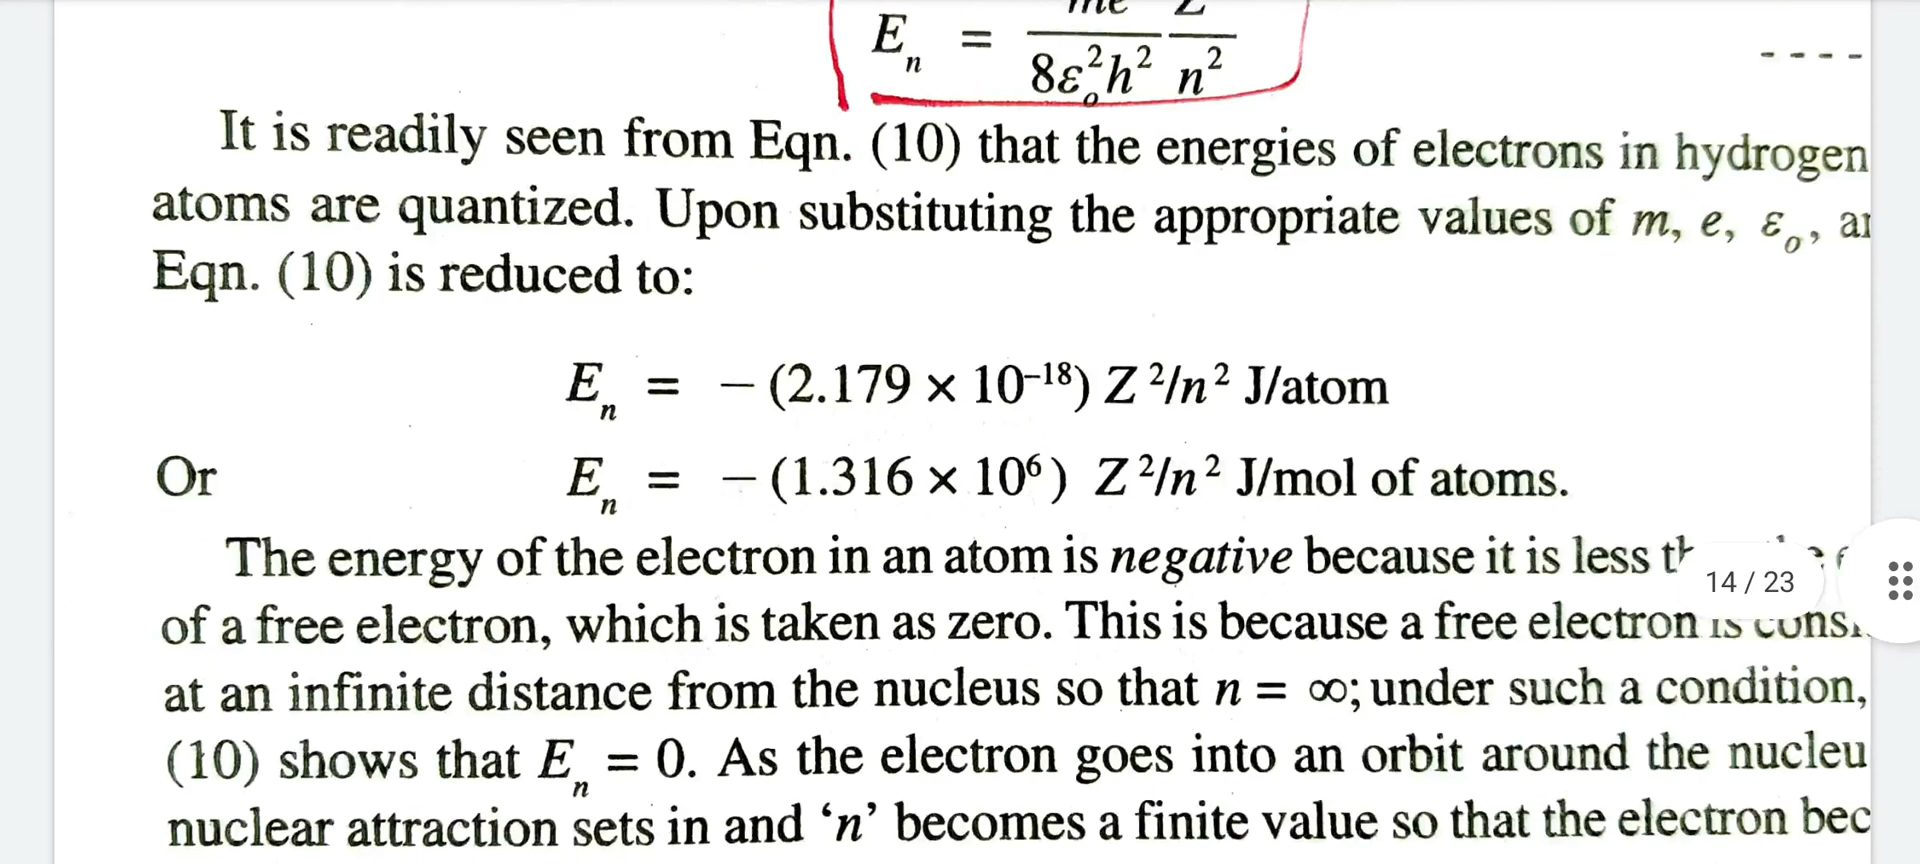 E_n = me Z / 8ε_o²h² n² ----
It is readily seen from Eqn. (10) that the energies of electrons in hydrogen
atoms are quantized. Upon substituting the appropriate values of m, e, ε_o,
Eqn. (10) is reduced to:
E_n = – (2.179 × 10⁻¹⁸) Z²/n² J/atom
Or E_n = – (1.316 × 10⁶) Z²/n² J/mol of atoms.
The energy of the electron in an atom is negative because it is less
14 / 23
of a free electron, which is taken as zero. This is because a free electron is
at an infinite distance from the nucleus so that n = ∞; under such a condition,
(10) shows that E_n = 0. As the electron goes into an orbit around the nucleu
nuclear attraction sets in and ‘n’ becomes a finite value so that the electron bec